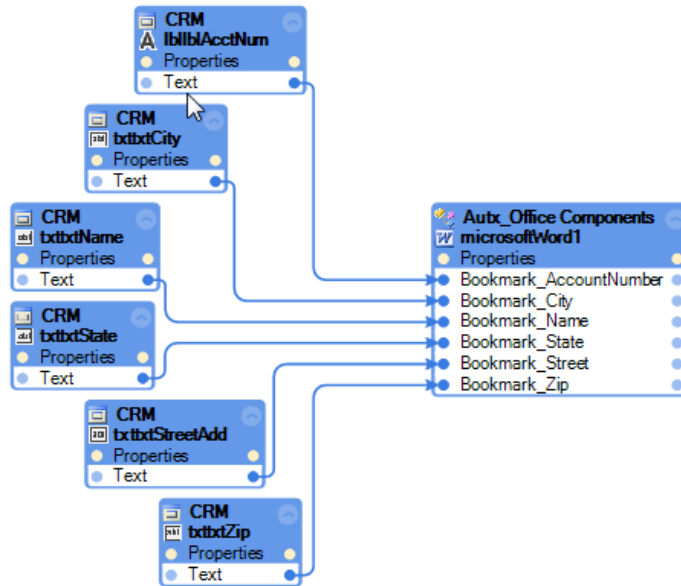 CRM
lbllblAcctNum
Properties
Text
CRM
txttxtCity
Properties
Text
CRM
txttxtName
Properties
Text
CRM
txttxtState
Properties
Text
CRM
txttxtStreetAdd
Properties
Text
CRM
txttxtZip
Properties
Text
Autx_Office Components
microsoftWord1
Properties
Bookmark_AccountNumber
Bookmark_City
Bookmark_Name
Bookmark_State
Bookmark_Street
Bookmark_Zip